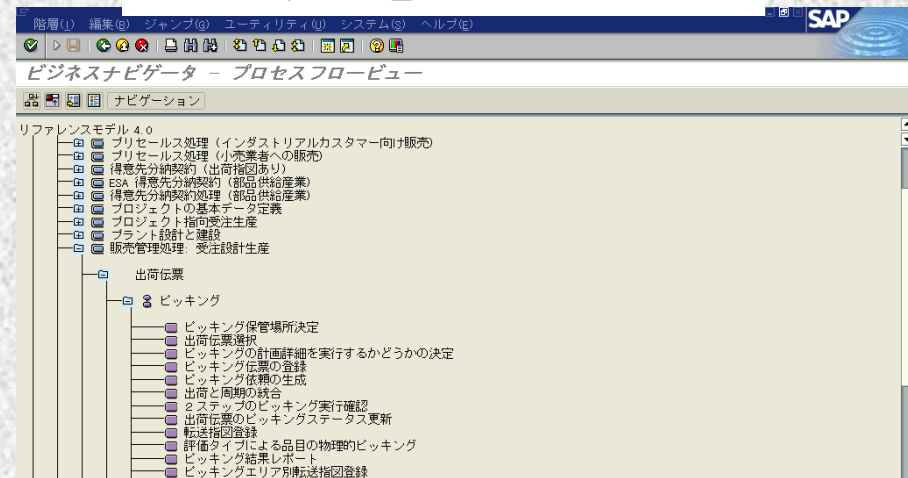 階層(I) 編集(E) ジャンプ(G) ユーティリティ(U) システム(S) ヘルプ(E)
SAP
ビジネスナビゲータ - プロセスフロービュー
ナビゲーション
リファレンスモデル 4.0
プリセールス処理 (インダストリアルカスタマー向け販売)
プリセールス処理 (小売業者への販売)
得意先分納契約 (出荷指図あり)
ESA 得意先分納契約 (部品供給産業)
得意先分納契約処理 (部品供給産業)
プロジェクトの基本データ定義
プロジェクト指向受注生産
プラント設計と建設
販売管理処理: 受注設計生産
出荷伝票
ピッキング
ピッキング保管場所決定
出荷伝票選択
ピッキングの計画詳細を実行するかどうかの決定
ピッキング伝票の登録
ピッキング依頼の生成
出荷と周期の統合
2ステップのピッキング実行確認
出荷伝票のピッキングステータス更新
転送指図登録
評価タイプによる品目の物理的ピッキング
ピッキング結果レポート
ピッキングエリア別転送指図登録